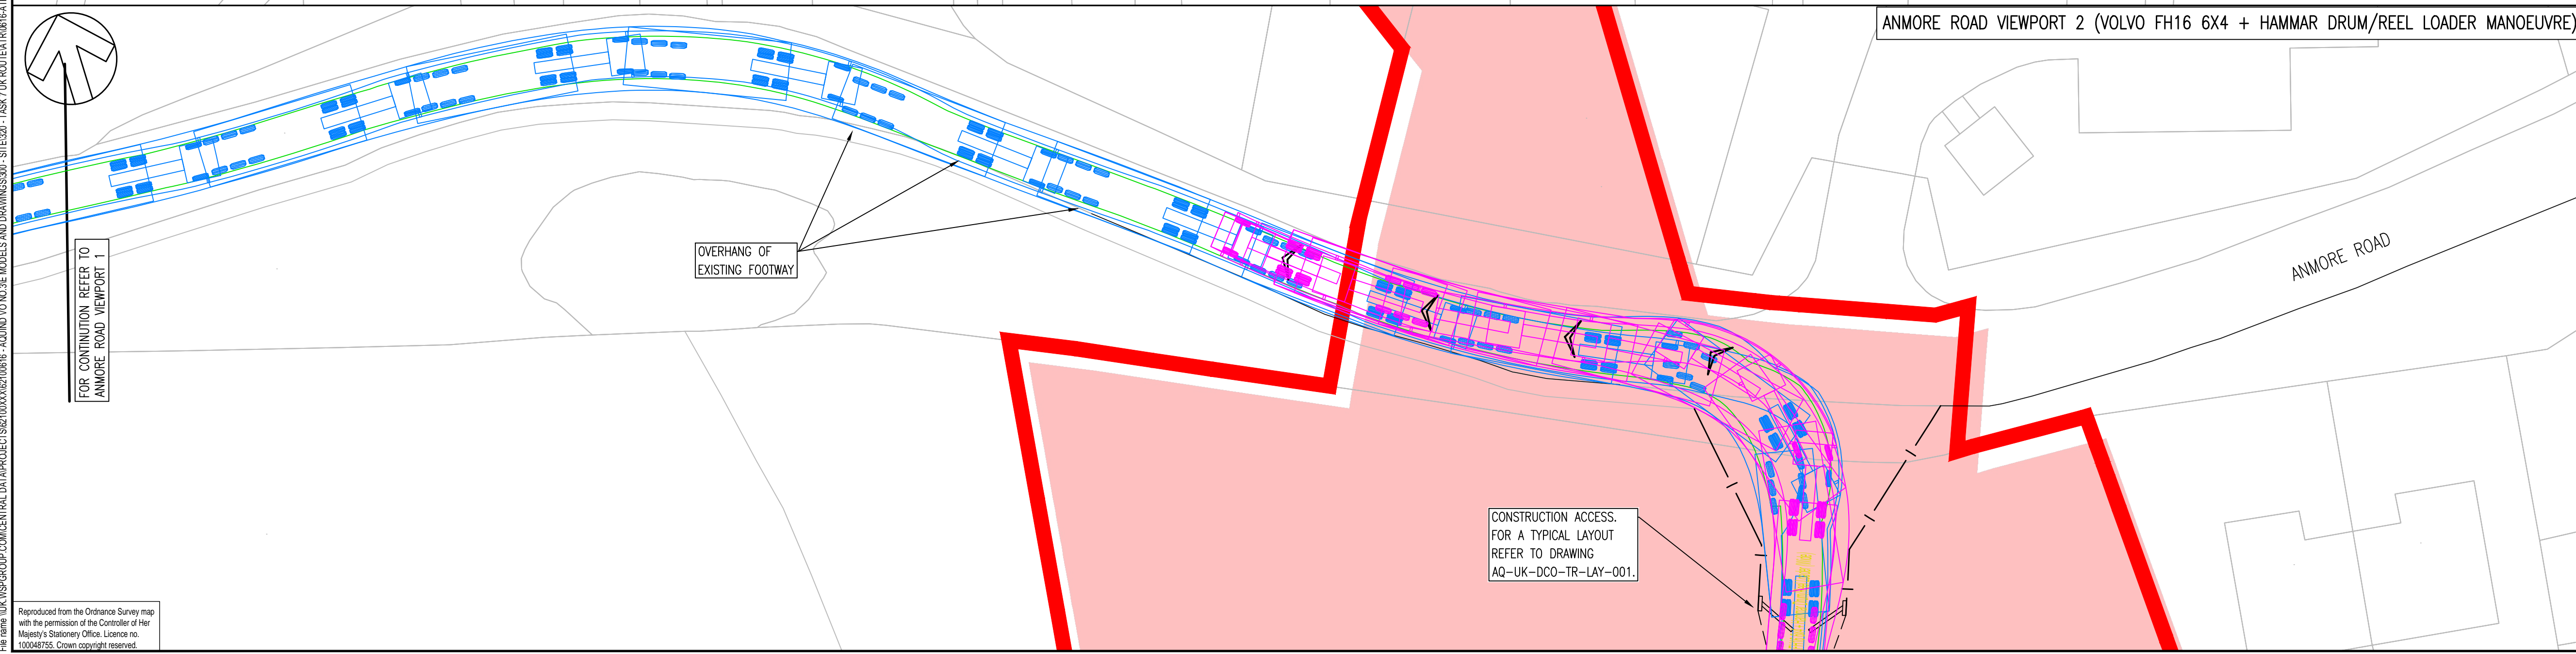 ANMORE ROAD VIEWPORT 2 (VOLVO FH16 6X4 + HAMMAR DRUM/REEL LOADER MANOEUVRE)
FOR CONTINUTION REFER TO
ANMORE ROAD VIEWPORT 1
OVERHANG OF
EXISTING FOOTWAY
ANMORE ROAD
CONSTRUCTION ACCESS.
FOR A TYPICAL LAYOUT
REFER TO DRAWING
AQ-UK-DCO-TR-LAY-001.
Reproduced from the Ordnance Survey map
with the permission of the Controller of Her
Majesty's Stationery Office. Licence no.
100048755. Crown copyright reserved.